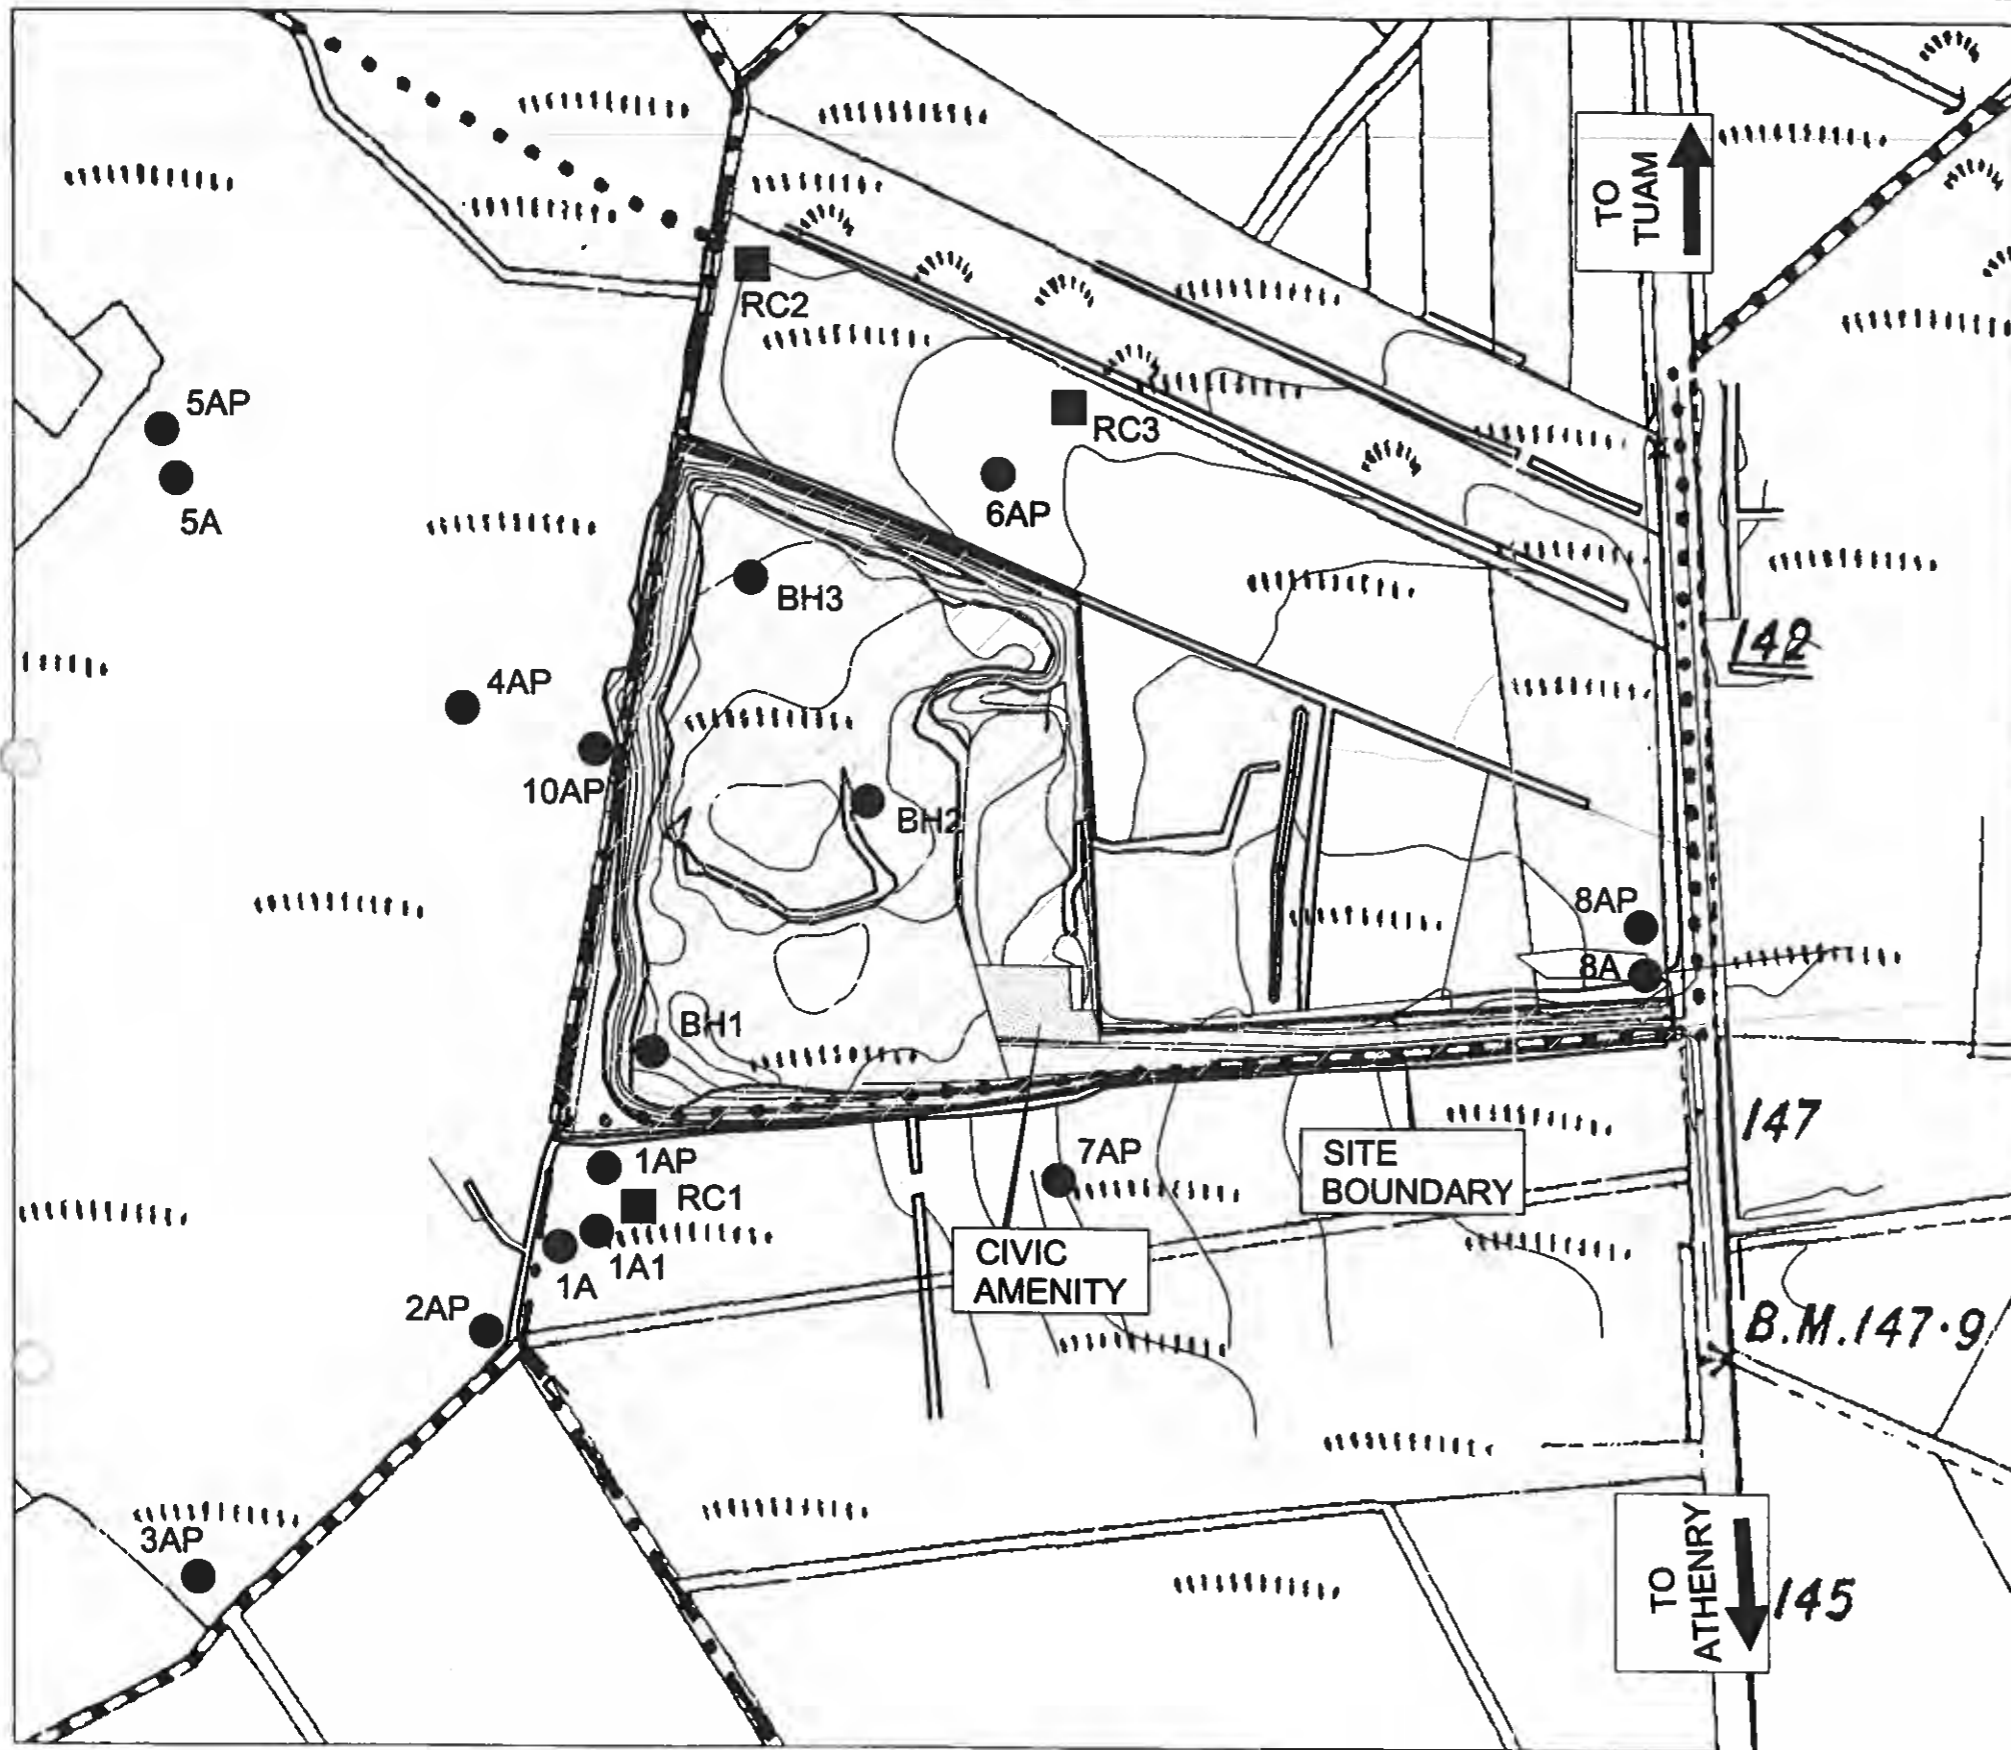 TO
TUAM
RC2
5AP
RC3
5A
6AP
BH3
142
4AP
10AP
BH2
8AP
8A
BH1
147
1AP
7AP
SITE
BOUNDARY
RC1
CIVIC
AMENITY
1A1
1A
2AP
B.M.147·9
3AP
TO
ATHENRY
145